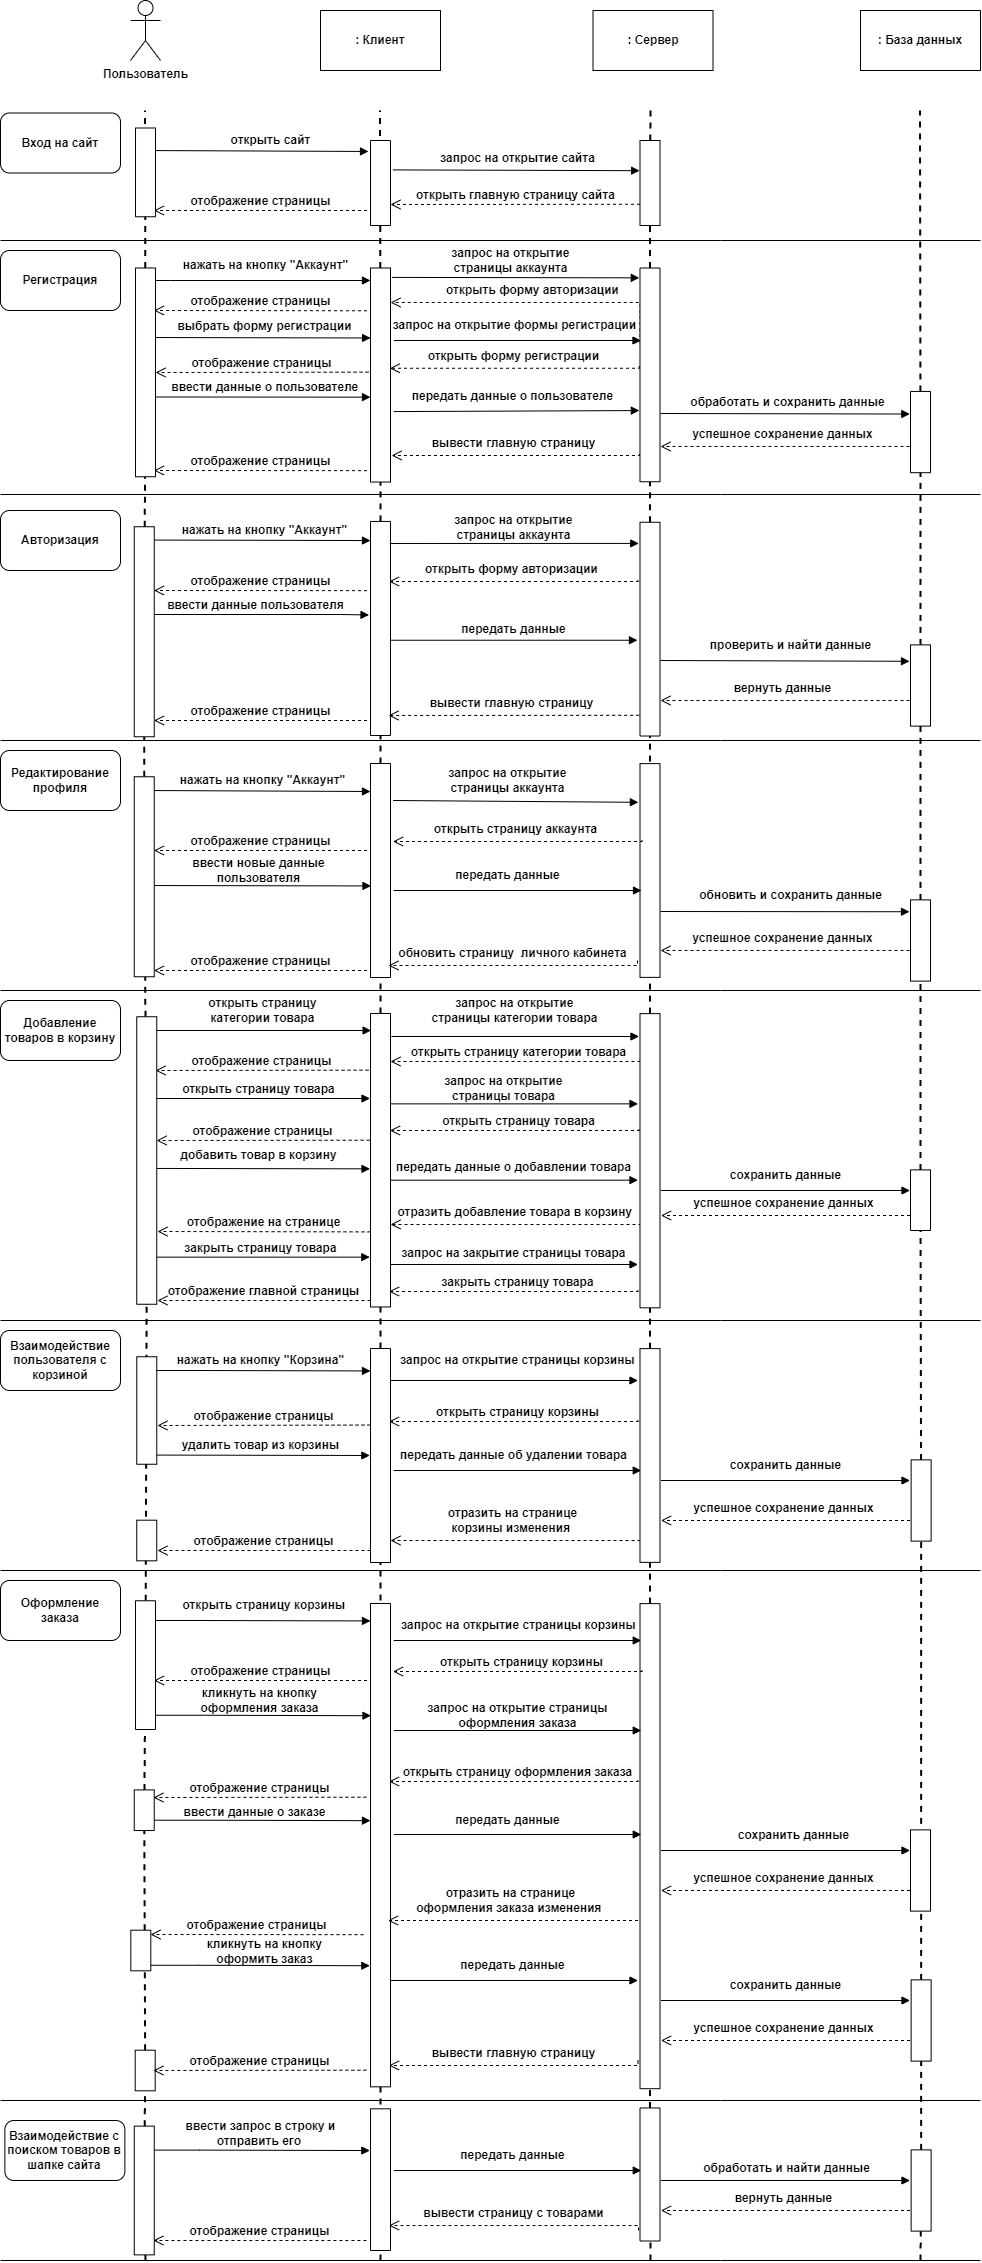 Пользователь
: Клиент
: Сервер
: База данных
Вход на сайт
открыть сайт
запрос на открытие сайта
открыть главную страницу сайта
отображение страницы
Регистрация
нажать на кнопку "Аккаунт"
запрос на открытие
страницы аккаунта
открыть форму авторизации
отображение страницы
выбрать форму регистрации
запрос на открытие формы регистрации
открыть форму регистрации
отображение страницы
ввести данные о пользователе
передать данные о пользователе
обработать и сохранить данные
успешное сохранение данных
вывести главную страницу
отображение страницы
Авторизация
нажать на кнопку "Аккаунт"
запрос на открытие
страницы аккаунта
открыть форму авторизации
отображение страницы
ввести данные пользователя
передать данные
проверить и найти данные
вернуть данные
вывести главную страницу
отображение страницы
Редактирование
профиля
нажать на кнопку "Аккаунт"
запрос на открытие
страницы аккаунта
открыть страницу аккаунта
отображение страницы
ввести новые данные
пользователя
передать данные
обновить и сохранить данные
успешное сохранение данных
обновить страницу  личного кабинета
отображение страницы
Добавление
товаров в корзину
открыть страницу
категории товара
запрос на открытие
страницы категории товара
открыть страницу категории товара
отображение страницы
открыть страницу товара
запрос на открытие
страницы товара
открыть страницу товара
отображение страницы
добавить товар в корзину
передать данные о добавлении товара
сохранить данные
успешное сохранение данных
отразить добавление товара в корзину
отображение на странице
закрыть страницу товара
запрос на закрытие страницы товара
закрыть страницу товара
отображение главной страницы
Взаимодействие
пользователя с
корзиной
нажать на кнопку "Корзина"
запрос на открытие страницы корзины
открыть страницу корзины
отображение страницы
удалить товар из корзины
передать данные об удалении товара
сохранить данные
успешное сохранение данных
отразить на странице
корзины изменения
отображение страницы
Оформление
заказа
открыть страницу корзины
запрос на открытие страницы корзины
открыть страницу корзины
отображение страницы
кликнуть на кнопку
оформления заказа
запрос на открытие страницы
оформления заказа
открыть страницу оформления заказа
отображение страницы
ввести данные о заказе
передать данные
сохранить данные
успешное сохранение данных
отразить на странице
оформления заказа изменения
отображение страницы
кликнуть на кнопку
оформить заказ
передать данные
сохранить данные
успешное сохранение данных
вывести главную страницу
отображение страницы
Взаимодействие с
поиском товаров в
шапке сайта
ввести запрос в строку и
отправить его
передать данные
обработать и найти данные
вернуть данные
вывести страницу с товарами
отображение страницы